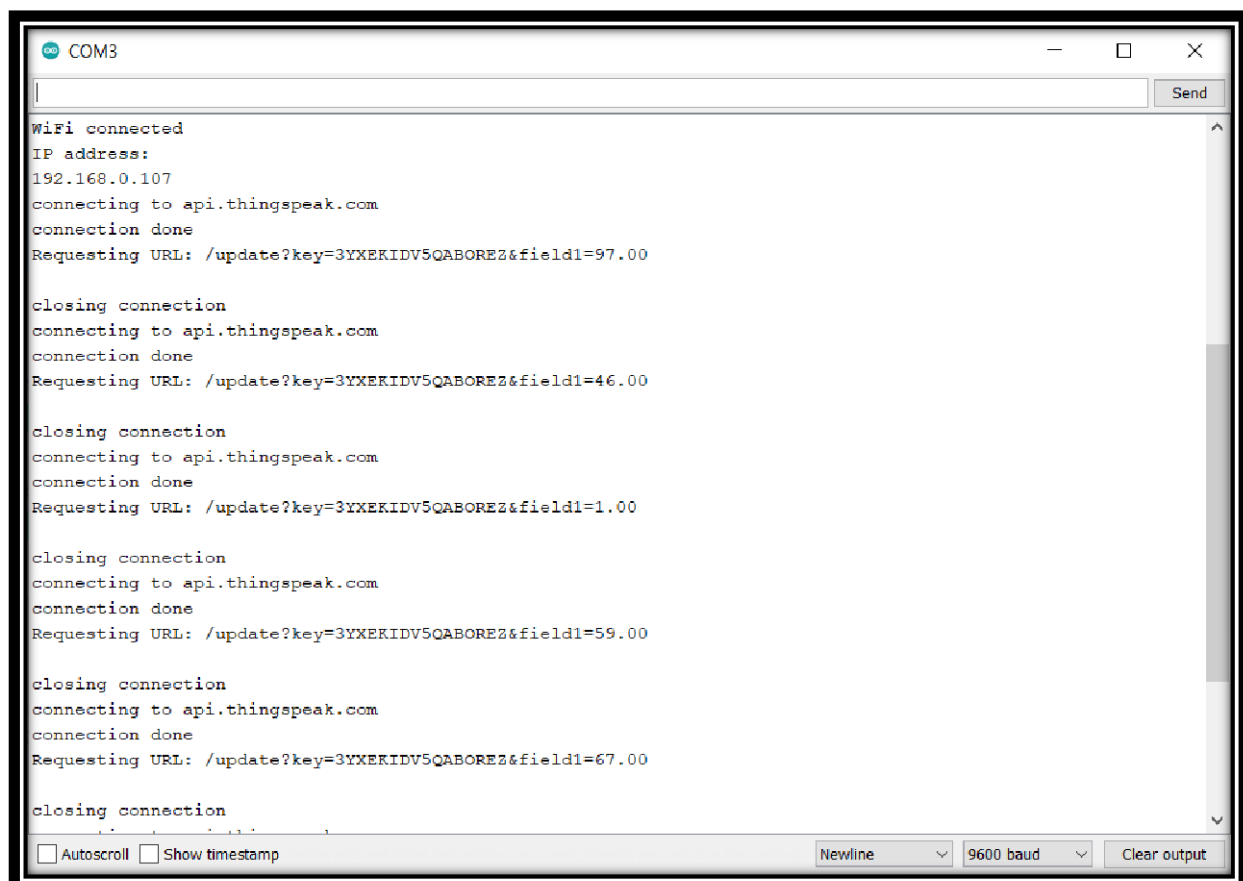 COM3
Send
WiFi connected
IP address:
192.168.0.107
connecting to api.thingspeak.com
connection done
Requesting URL: /update?key=3YXEKIDV5QABOREZ&field1=97.00
closing connection
connecting to api.thingspeak.com
connection done
Requesting URL: /update?key=3YXEKIDV5QABOREZ&field1=46.00
closing connection
connecting to api.thingspeak.com
connection done
Requesting URL: /update?key=3YXEKIDV5QABOREZ&field1=1.00
closing connection
connecting to api.thingspeak.com
connection done
Requesting URL: /update?key=3YXEKIDV5QABOREZ&field1=59.00
closing connection
connecting to api.thingspeak.com
connection done
Requesting URL: /update?key=3YXEKIDV5QABOREZ&field1=67.00
closing connection
Autoscroll Show timestamp Newline 9600 baud Clear output